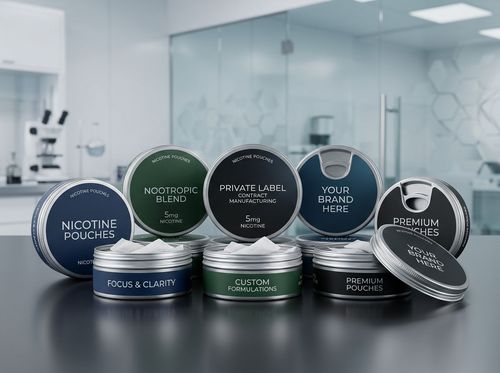 NICOTINE POUCHES
NICOTINE
POUCHES
NICOTINE POUCHES
NOOTROPIC
BLEND
5mg
NICOTINE
NICOTINE POUCHES
PRIVATE LABEL
CONTRACT
MANUFACTURING
5mg
NICOTINE
YOUR
BRAND
HERE
PREMIUM
POUCHES
YOUR
BRAND
HERE
FOCUS & CLARITY
CUSTOM
FORMULATIONS
PREMIUM
POUCHES